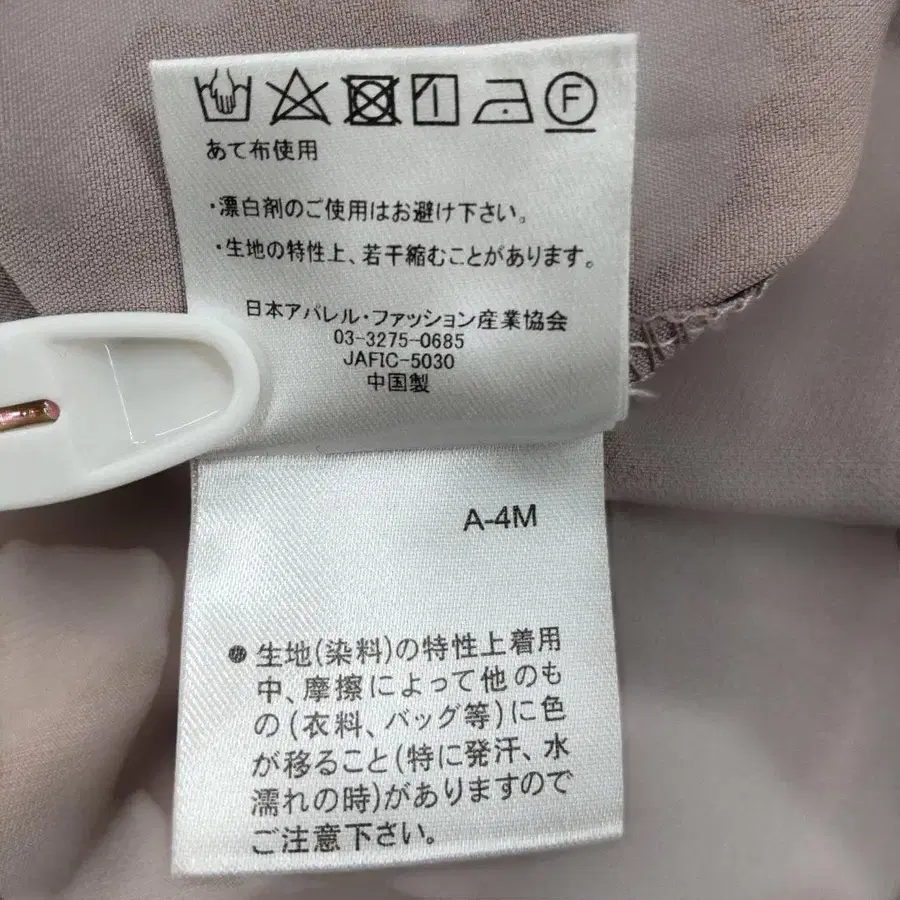 F
あて布使用
・漂白剤のご使用はお避け下さい。
・生地の特性上、若干縮むことがあります。
日本アパレル・ファッション産業協会
03-3275-0685
JAFIC-5030
中国製
A-4M
●生地(染料)の特性上着用
中、摩擦によって他のも
の(衣料、バッグ等)に色
が移ること(特に発汗、水
濡れの時)がありますので
ご注意下さい。